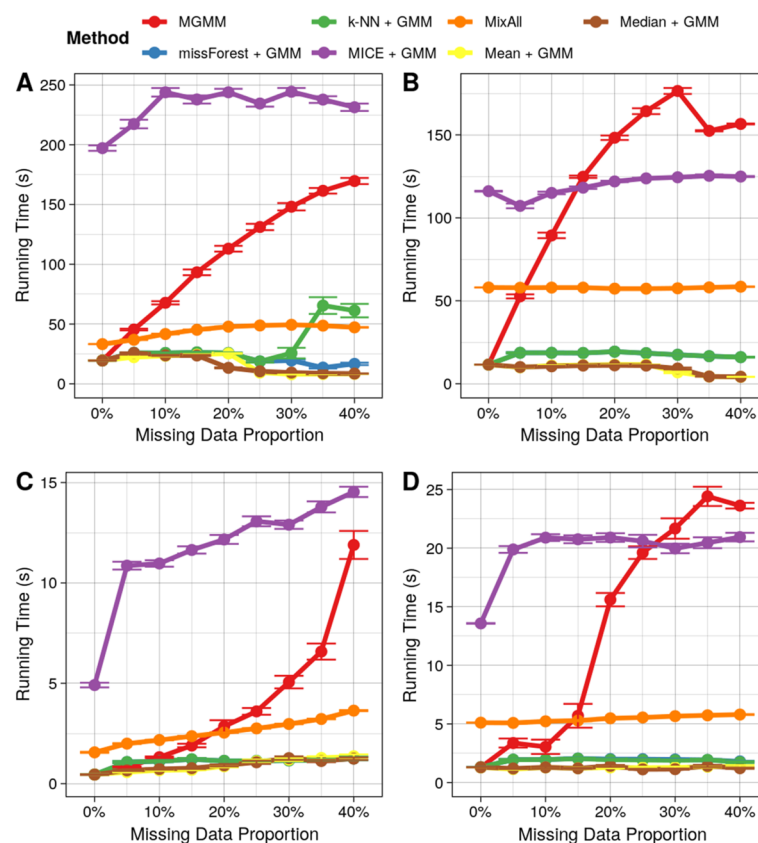 Method MGMM k-NN + GMM MixAll Median + GMM
missForest + GMM MICE + GMM Mean + GMM
A
Running Time (s)
250
200
150
100
50
0
0% 10% 20% 30% 40%
Missing Data Proportion
B
Running Time (s)
150
100
50
0
0% 10% 20% 30% 40%
Missing Data Proportion
C
Running Time (s)
15
10
5
0
0% 10% 20% 30% 40%
Missing Data Proportion
D
Running Time (s)
25
20
15
10
5
0
0% 10% 20% 30% 40%
Missing Data Proportion